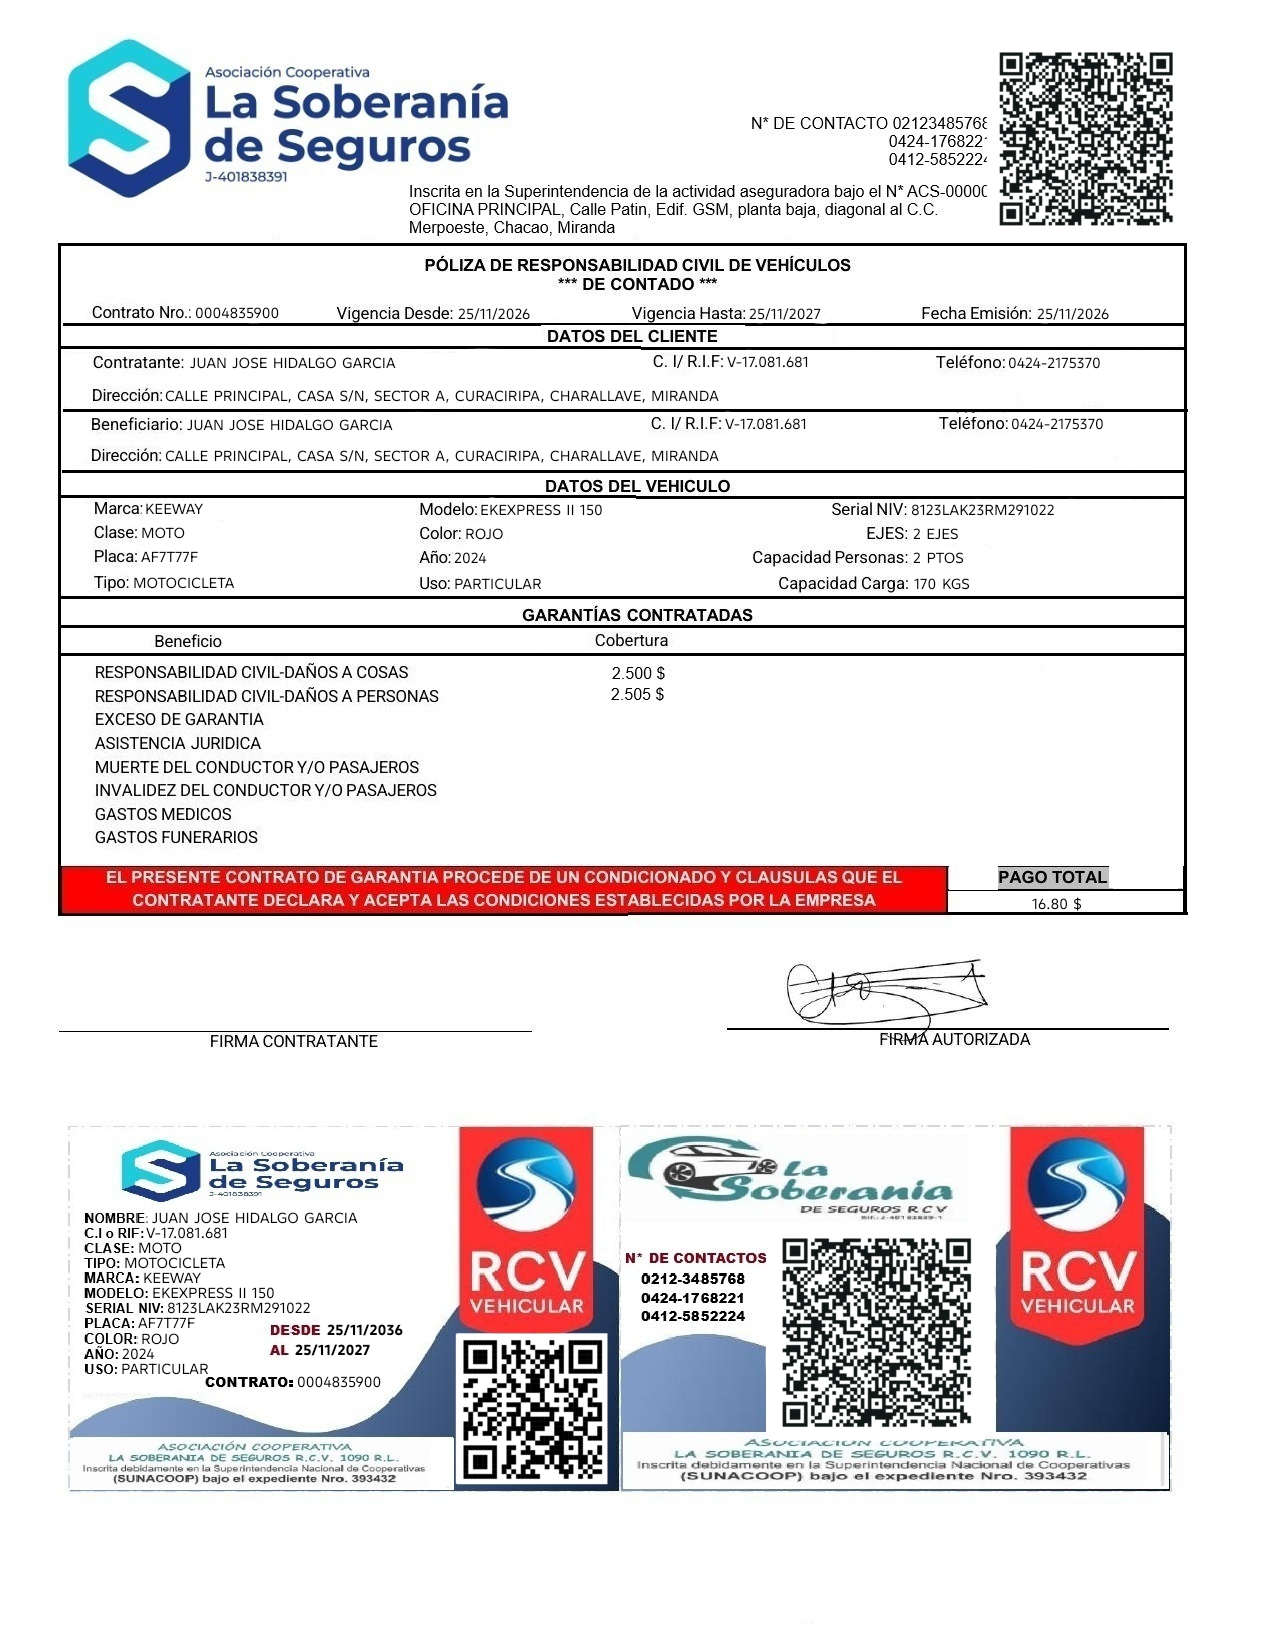 Asociación Cooperativa
La Soberanía
de Seguros
J-401838391
N* DE CONTACTO 02123485768
0424-1768221
0412-5852224
Inscrita en la Superintendencia de la actividad aseguradora bajo el N* ACS-00000
OFICINA PRINCIPAL, Calle Patin, Edif. GSM, planta baja, diagonal al C.C.
Merpoeste, Chacao, Miranda
PÓLIZA DE RESPONSABILIDAD CIVIL DE VEHÍCULOS
*** DE CONTADO ***
Contrato Nro.: 0004835900 Vigencia Desde: 25/11/2026 Vigencia Hasta: 25/11/2027 Fecha Emisión: 25/11/2026
DATOS DEL CLIENTE
Contratante: JUAN JOSE HIDALGO GARCIA C. I/ R.I.F: V-17.081.681 Teléfono: 0424-2175370
Dirección: CALLE PRINCIPAL, CASA S/N, SECTOR A, CURACIRIPA, CHARALLAVE, MIRANDA
Beneficiario: JUAN JOSE HIDALGO GARCIA C. I/ R.I.F: V-17.081.681 Teléfono: 0424-2175370
Dirección: CALLE PRINCIPAL, CASA S/N, SECTOR A, CURACIRIPA, CHARALLAVE, MIRANDA
DATOS DEL VEHICULO
Marca: KEEWAY Modelo: EKEXPRESS II 150 Serial NIV: 8123LAK23RM291022
Clase: MOTO Color: ROJO EJES: 2 EJES
Placa: AF7T77F Año: 2024 Capacidad Personas: 2 PTOS
Tipo: MOTOCICLETA Uso: PARTICULAR Capacidad Carga: 170 KGS
GARANTÍAS CONTRATADAS
Beneficio Cobertura
RESPONSABILIDAD CIVIL-DAÑOS A COSAS 2.500 $
RESPONSABILIDAD CIVIL-DAÑOS A PERSONAS 2.505 $
EXCESO DE GARANTIA
ASISTENCIA JURIDICA
MUERTE DEL CONDUCTOR Y/O PASAJEROS
INVALIDEZ DEL CONDUCTOR Y/O PASAJEROS
GASTOS MEDICOS
GASTOS FUNERARIOS
EL PRESENTE CONTRATO DE GARANTIA PROCEDE DE UN CONDICIONADO Y CLAUSULAS QUE EL
CONTRATANTE DECLARA Y ACEPTA LAS CONDICIONES ESTABLECIDAS POR LA EMPRESA
PAGO TOTAL
16.80 $
FIRMA CONTRATANTE
FIRMA AUTORIZADA
Asociación Cooperativa
La Soberanía
de Seguros
J-401838391
NOMBRE: JUAN JOSE HIDALGO GARCIA
C.I o RIF: V-17.081.681
CLASE: MOTO
TIPO: MOTOCICLETA
MARCA: KEEWAY
MODELO: EKEXPRESS II 150
SERIAL NIV: 8123LAK23RM291022
PLACA: AF7T77F
COLOR: ROJO
AÑO: 2024
USO: PARTICULAR
DESDE 25/11/2036
AL 25/11/2027
CONTRATO: 0004835900
RCV
VEHICULAR
ASOCIACIÓN COOPERATIVA
LA SOBERANIA DE SEGUROS R.C.V. 1090 R.L.
Inscrita debidamente en la Superintendencia Nacional de Cooperativas
(SUNACOOP) bajo el expediente Nro. 393432
La
Soberania
DE SEGUROS R C V
N* DE CONTACTOS
0212-3485768
0424-1768221
0412-5852224
RCV
VEHICULAR
ASOCIACIÓN COOPERATIVA
LA SOBERANIA DE SEGUROS R.C.V. 1090 R.L.
Inscrita debidamente en la Superintendencia Nacional de Cooperativas
(SUNACOOP) bajo el expediente Nro. 393432